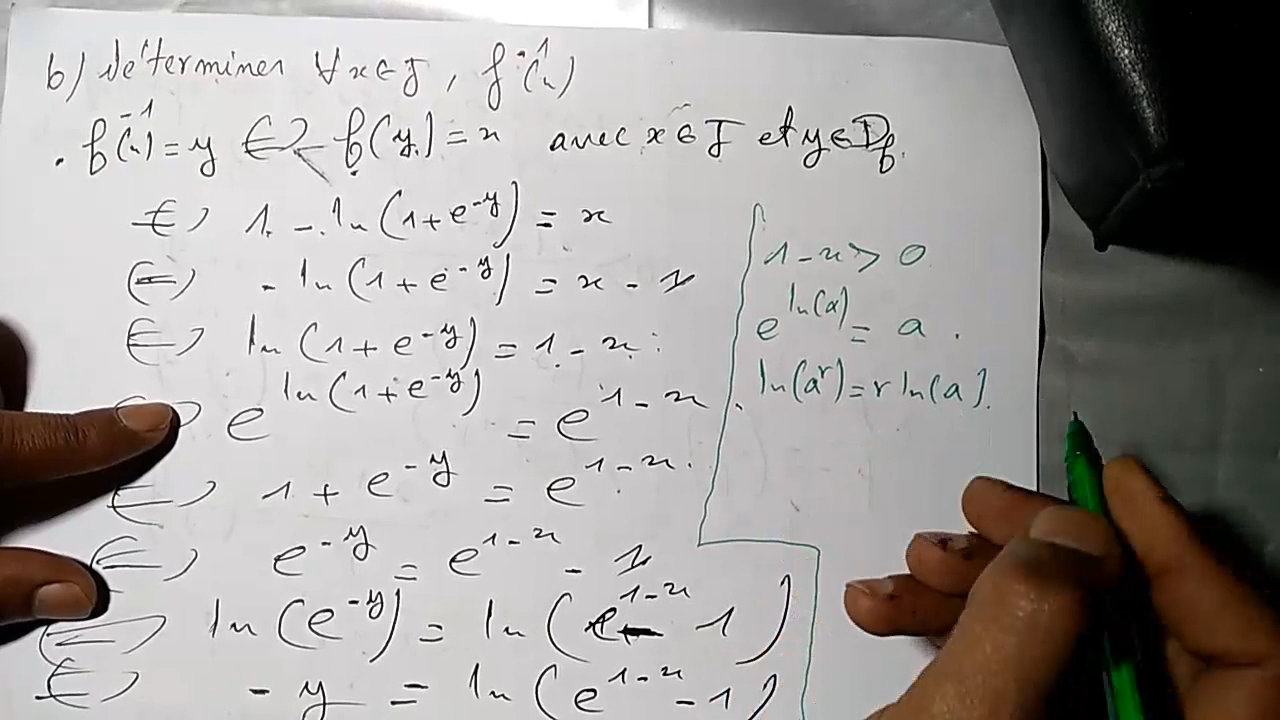 b) déterminer ∀x∈J, f⁻¹(x)
. f⁻¹(x) = y ⇔ f(y) = x avec x∈J et y∈Df.
⇔ 1 - ln(1+e^{-y}) = x
⇔ - ln(1+e^{-y}) = x - 1
⇔ ln(1+e^{-y}) = 1 - x
⇔ e^{ln(1+e^{-y})} = e^{1-x}
⇔ 1 + e^{-y} = e^{1-x}
⇔ e^{-y} = e^{1-x} - 1
⇔ ln(e^{-y}) = ln(e^{1-x} - 1)
⇔ - y = ln(e^{1-x} - 1)
1 - x > 0
e^{ln(a)} = a .
ln(a^r) = r ln(a).